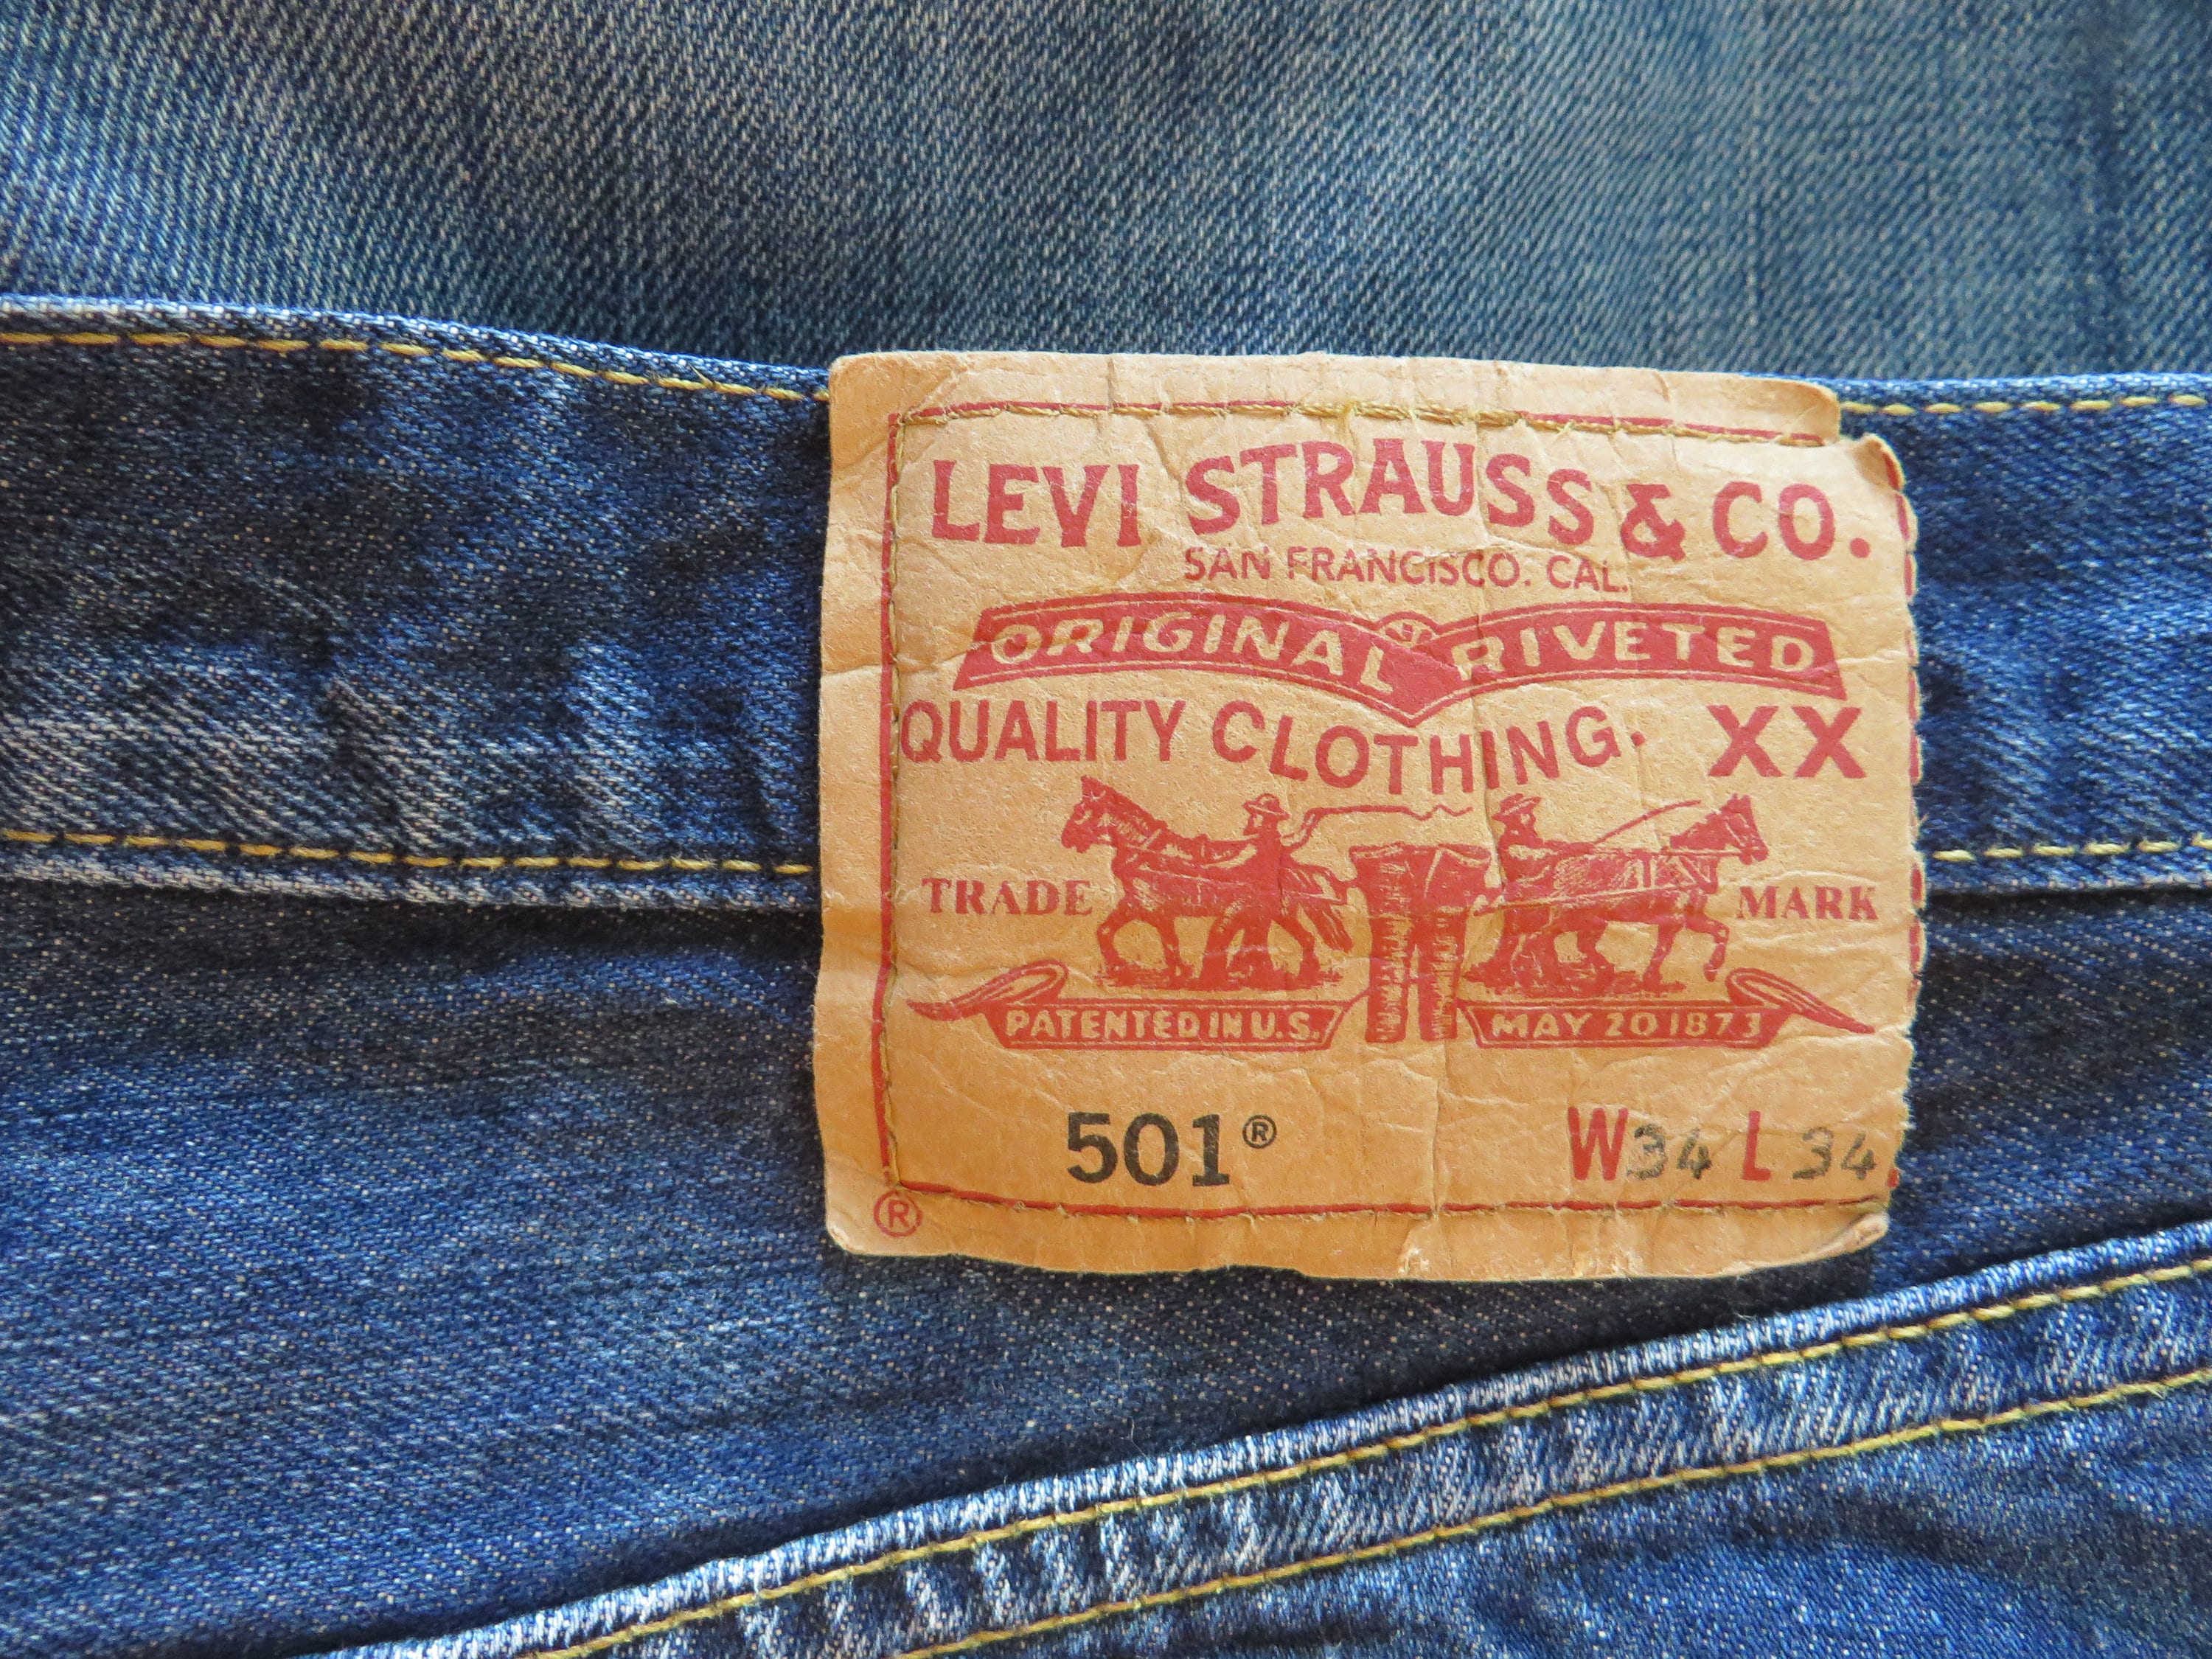 LEVI STRAUSS & CO.
SAN FRANCISCO. CAL.
ORIGINAL RIVETED
QUALITY CLOTHING. XX
TRADE MARK
PATENTED IN U.S. MAY 20 1873
501® W34 L 34
®